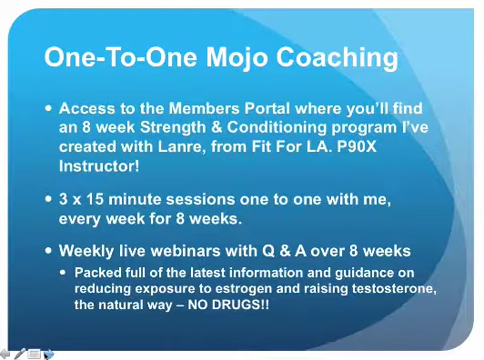 One-To-One Mojo Coaching
• Access to the Members Portal where you'll find
an 8 week Strength & Conditioning program I've
created with Lanre, from Fit For LA. P90X
Instructor!
• 3 x 15 minute sessions one to one with me,
every week for 8 weeks.
• Weekly live webinars with Q & A over 8 weeks
• Packed full of the latest information and guidance on
reducing exposure to estrogen and raising testosterone,
the natural way – NO DRUGS!!